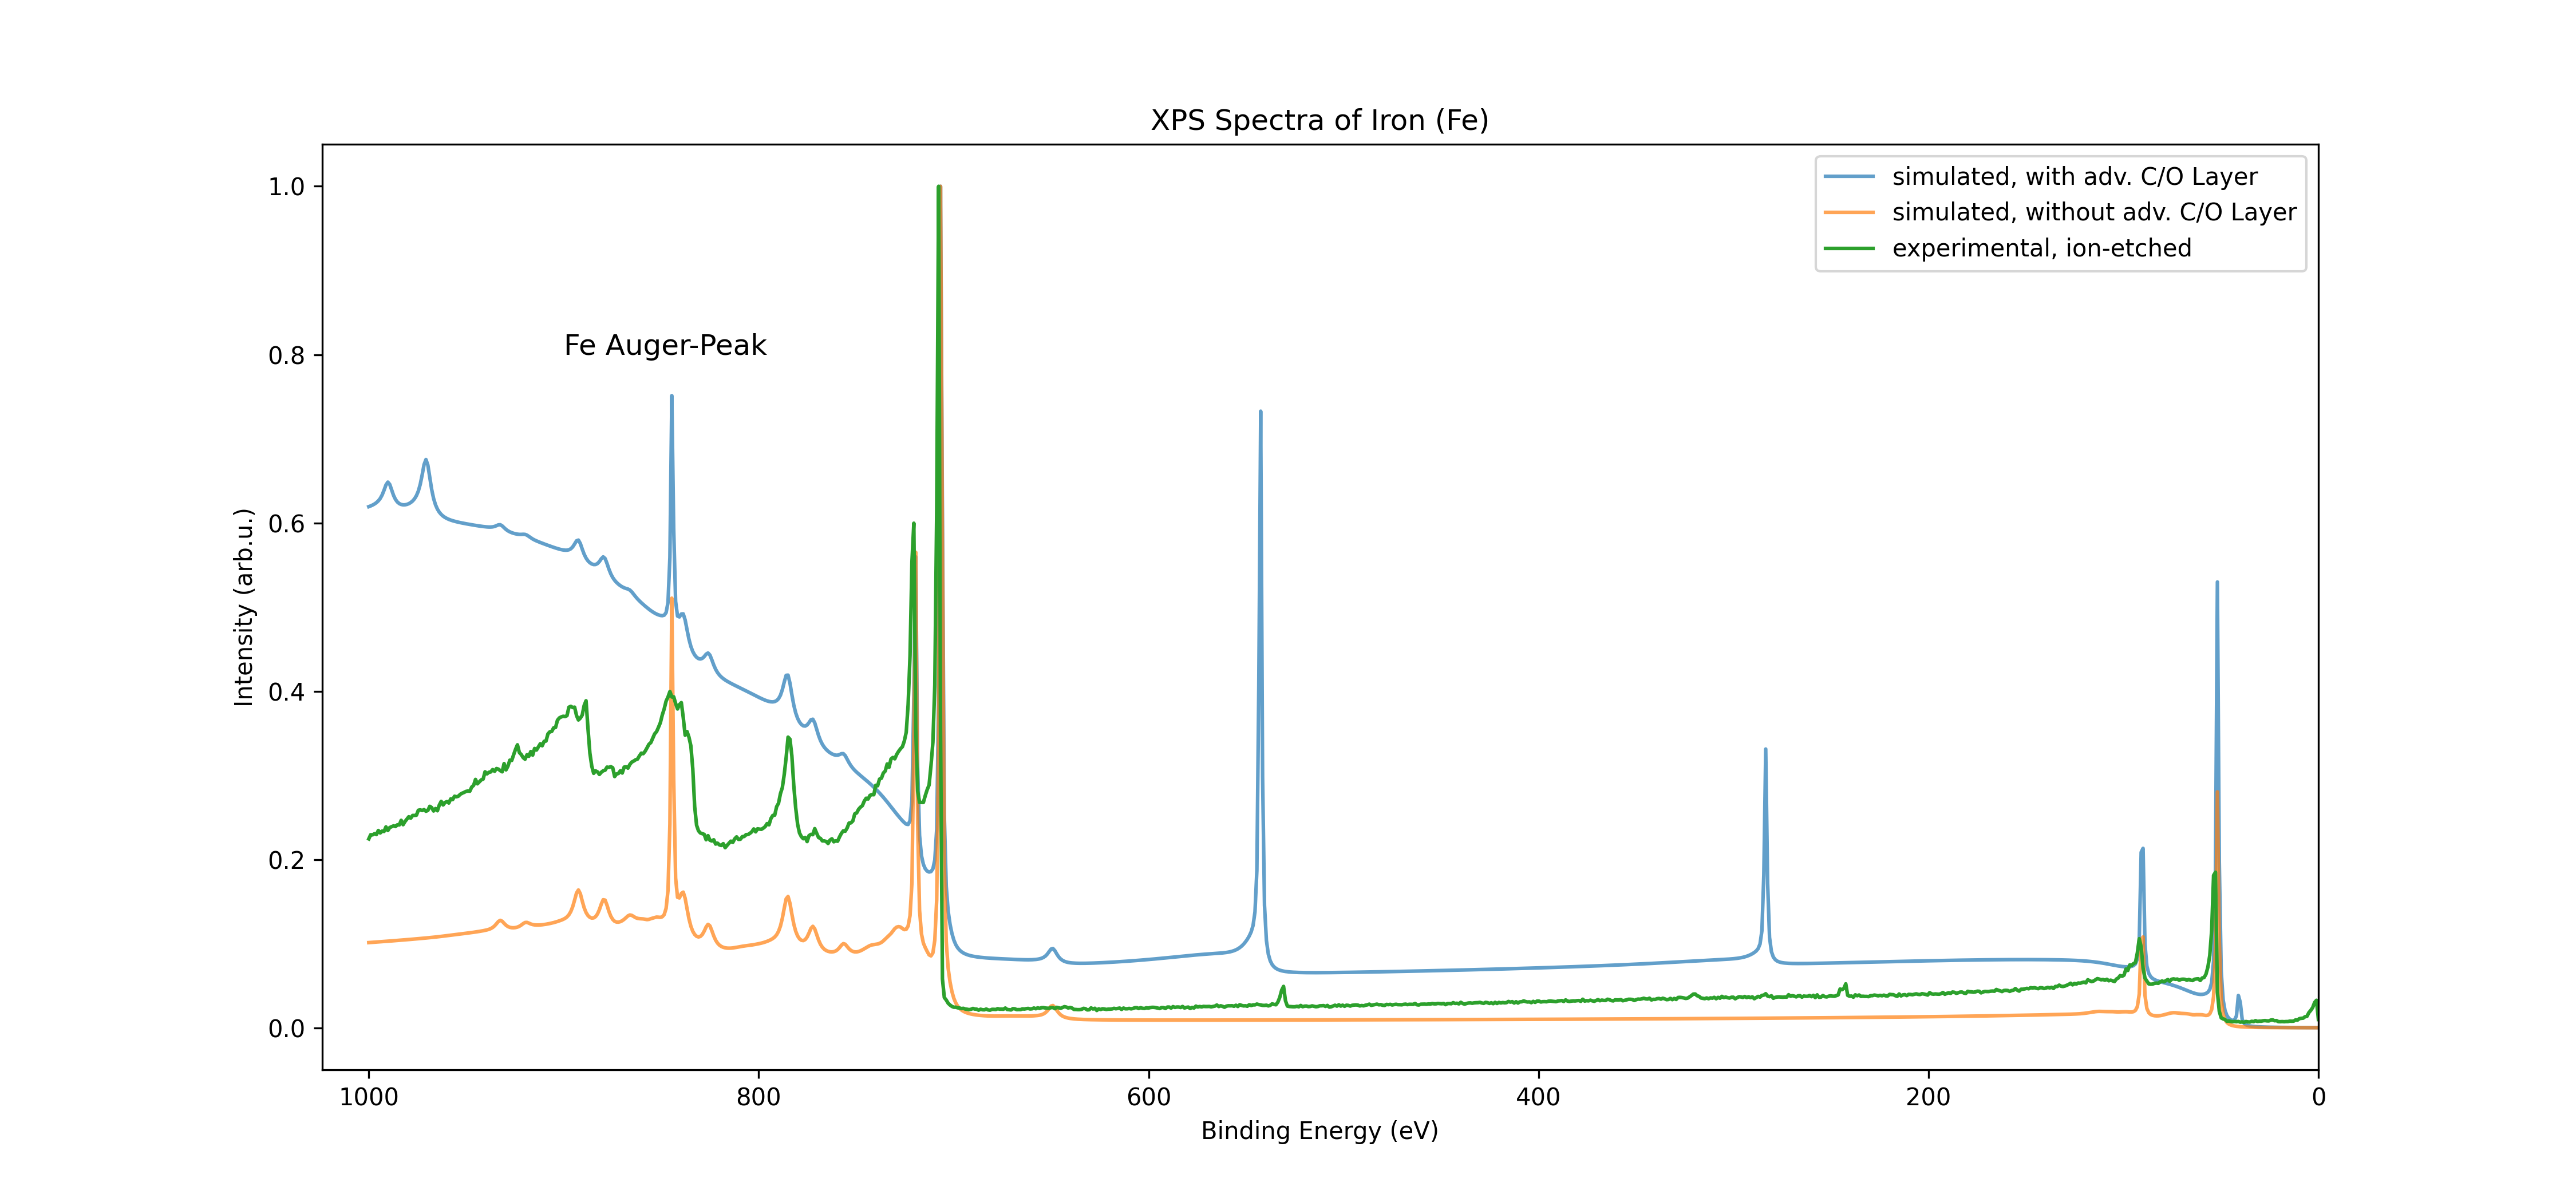 XPS Spectra of Iron (Fe)
simulated, with adv. C/O Layer
simulated, without adv. C/O Layer
experimental, ion-etched
Fe Auger-Peak
Intensity (arb.u.)
1.0
0.8
0.6
0.4
0.2
0.0
1000 800 600 400 200 0
Binding Energy (eV)